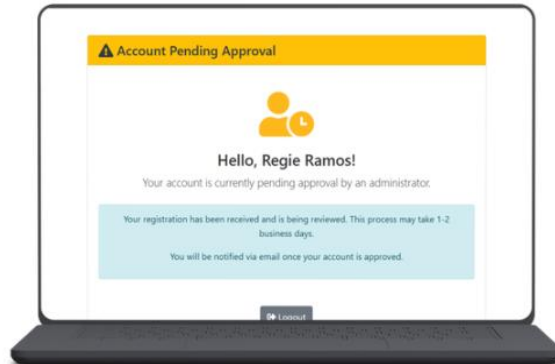 Account Pending Approval
Hello, Regie Ramos!
Your account is currently pending approval by an administrator.
Your registration has been received and is being reviewed. This process may take 1-2
business days.
You will be notified via email once your account is approved.
Logout